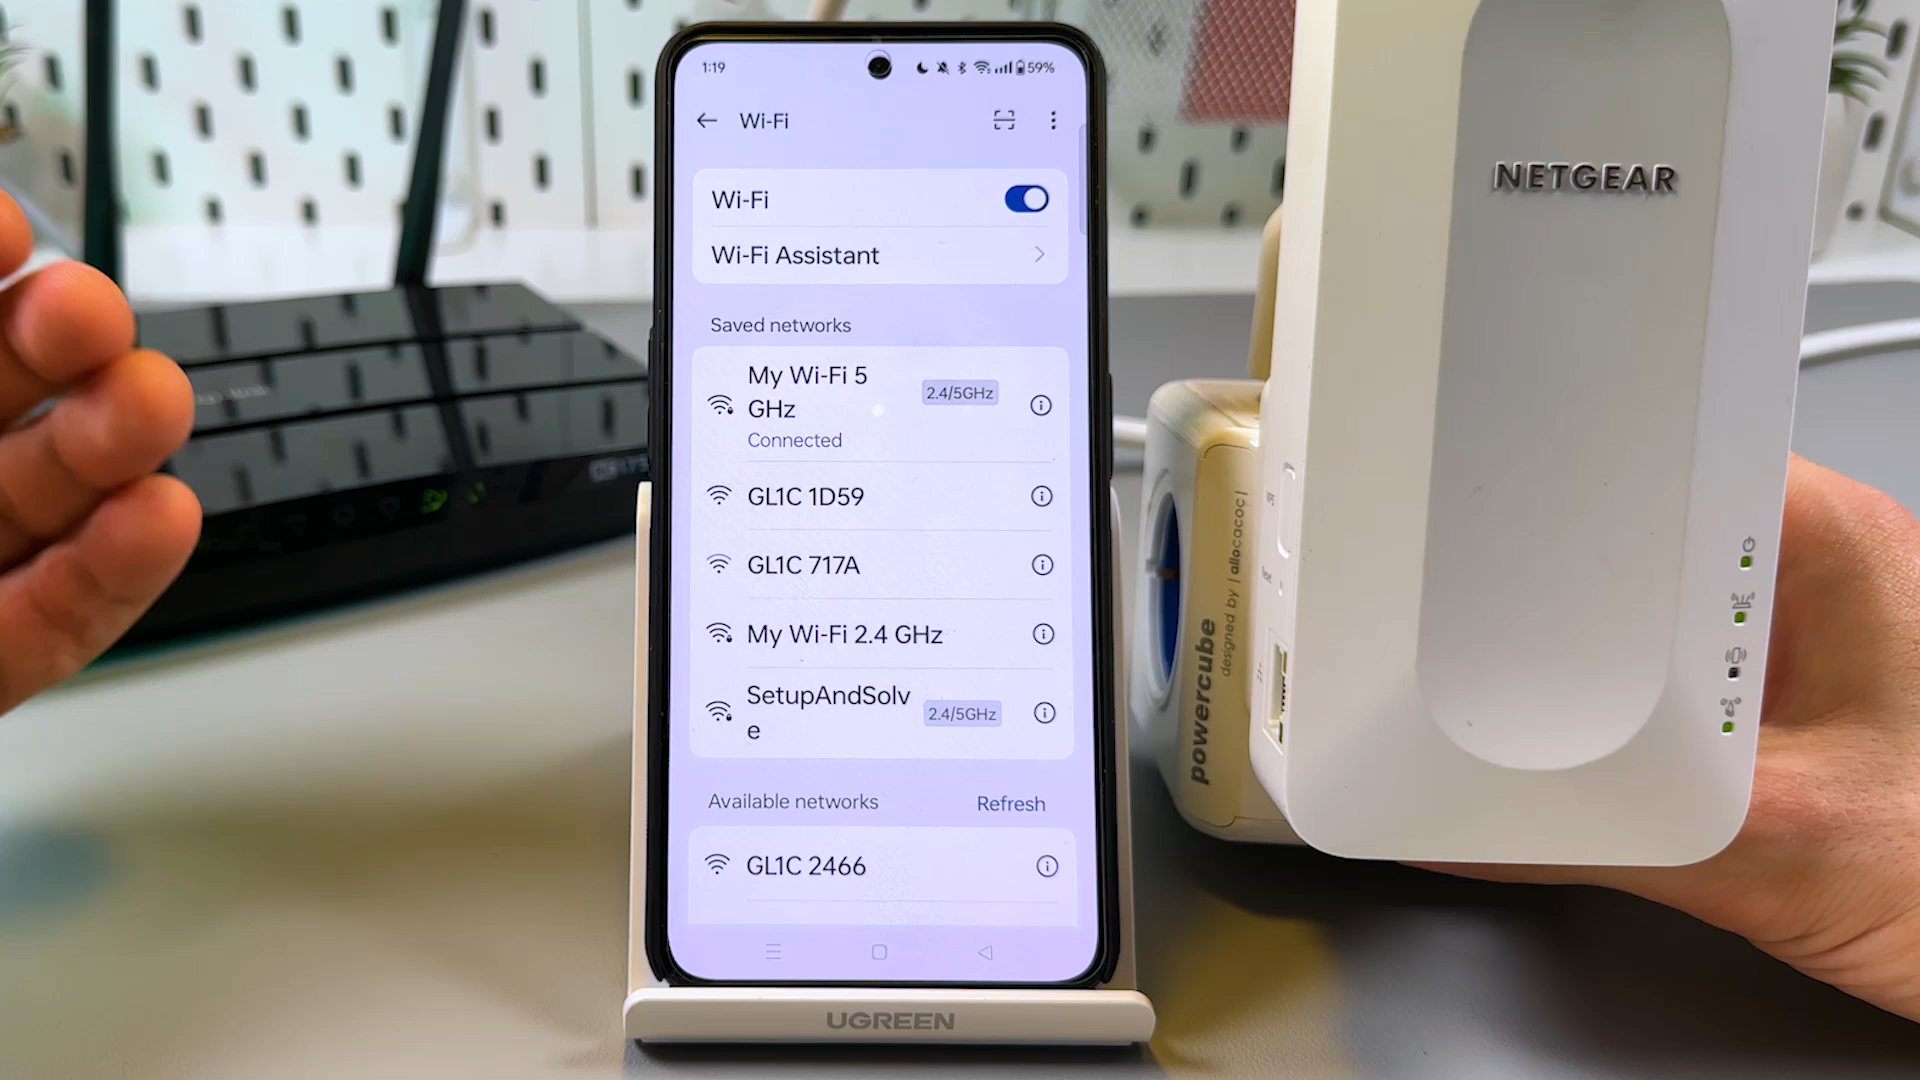 1:19
59%
Wi-Fi
Wi-Fi
Wi-Fi Assistant
Saved networks
My Wi-Fi 5
GHz
2.4/5GHz
Connected
GL1C 1D59
GL1C 717A
My Wi-Fi 2.4 GHz
SetupAndSolv
e
2.4/5GHz
Available networks
Refresh
GL1C 2466
UGREEN
NETGEAR
WPS
Reset
powercube
designed by | allocacoc |